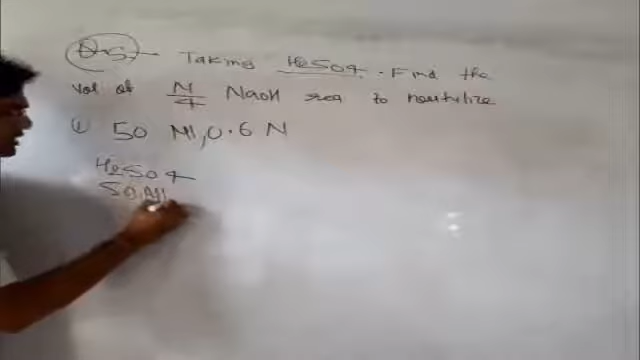 Q.5) Taking H2SO4. Find the
Vol of N/4 NaOH req to neutralize
① 50 Ml, 0.6 N
H2SO4
50 Ml